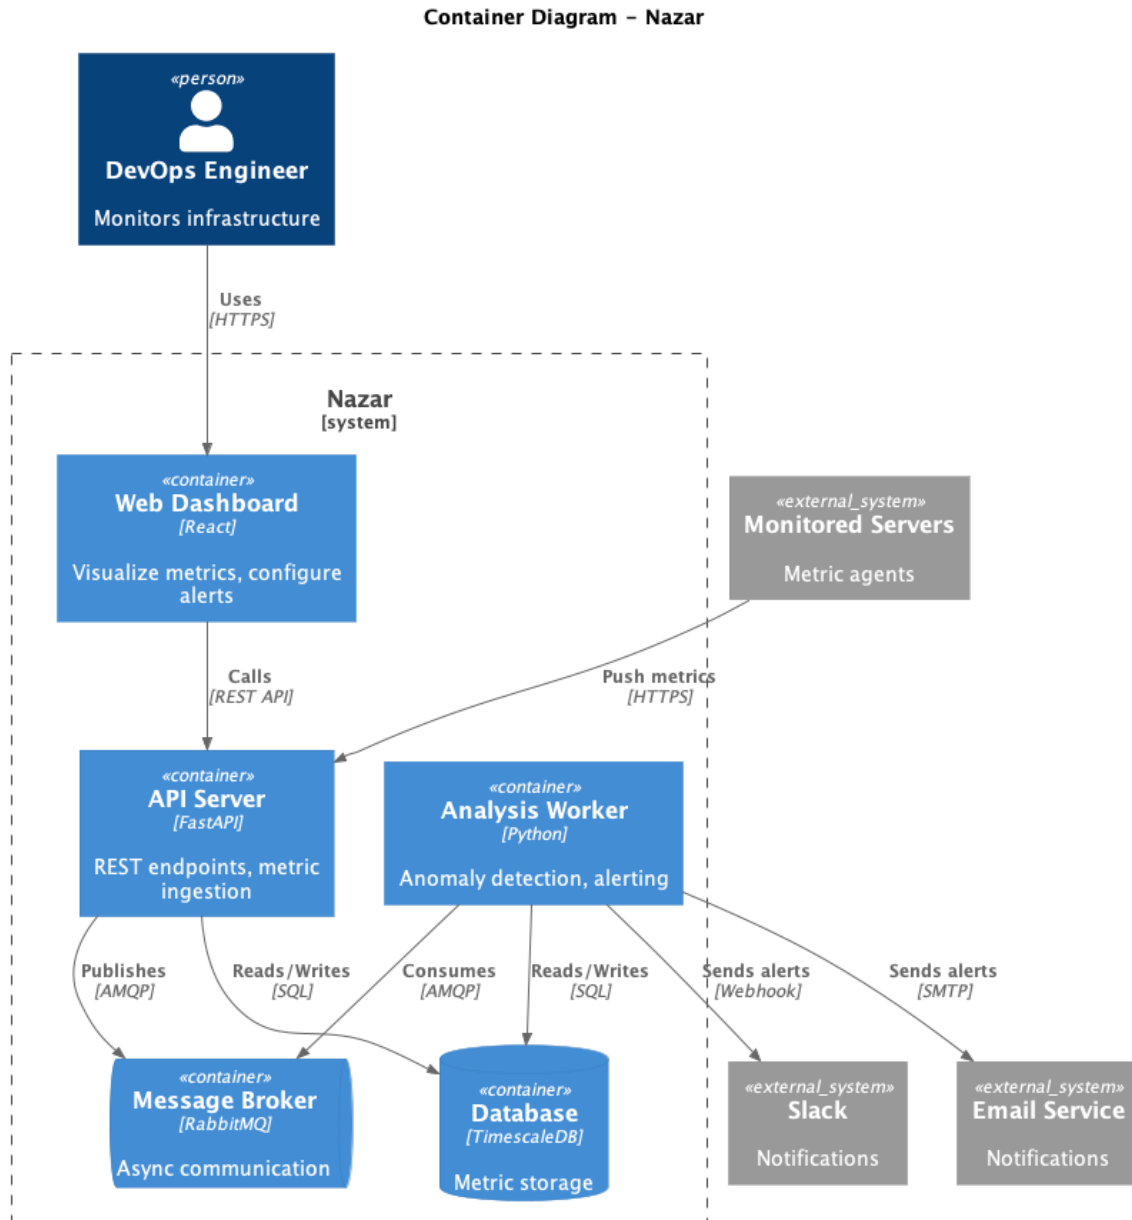 Container Diagram – Nazar
«person»
DevOps Engineer
Monitors infrastructure
Uses
[HTTPS]
Nazar
[system]
«container»
Web Dashboard
[React]
Visualize metrics, configure
alerts
«external_system»
Monitored Servers
Metric agents
Calls
[REST API]
Push metrics
[HTTPS]
«container»
API Server
[FastAPI]
REST endpoints, metric
ingestion
«container»
Analysis Worker
[Python]
Anomaly detection, alerting
Publishes
[AMQP]
Reads/Writes
[SQL]
Consumes
[AMQP]
Reads/Writes
[SQL]
Sends alerts
[Webhook]
Sends alerts
[SMTP]
«container»
Message Broker
[RabbitMQ]
Async communication
«container»
Database
[TimescaleDB]
Metric storage
«external_system»
Slack
Notifications
«external_system»
Email Service
Notifications